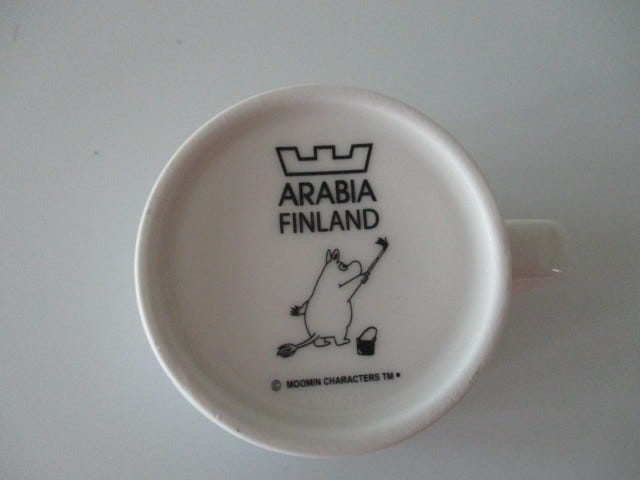 ARABIA
FINLAND
© MOOMIN CHARACTERS TM •